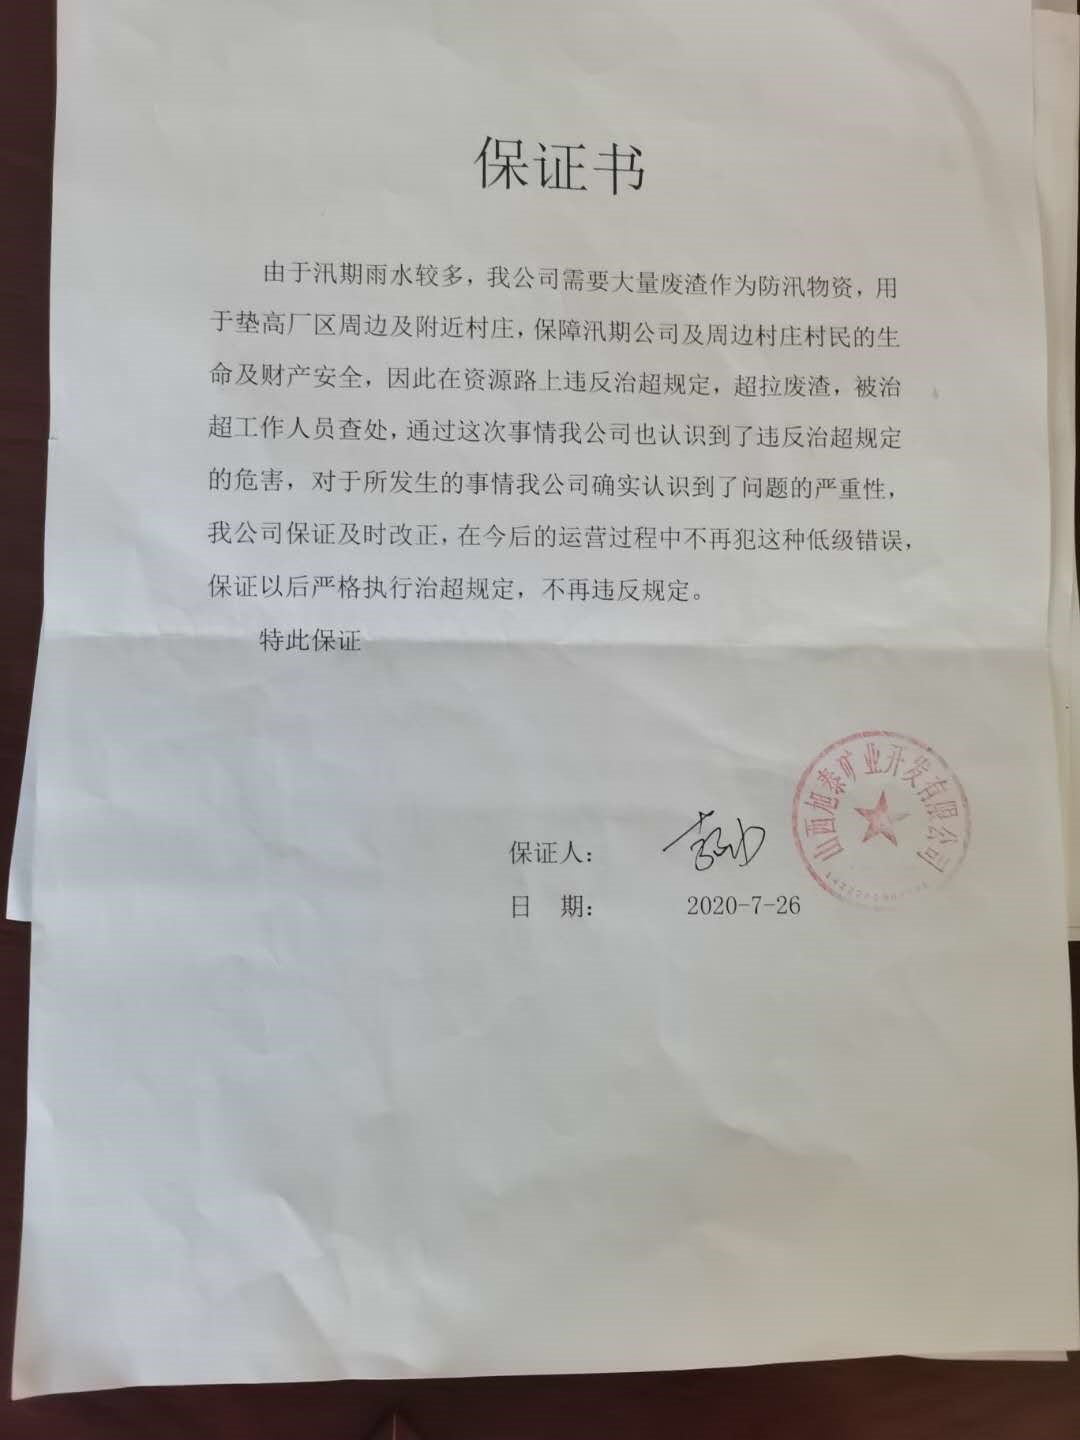 保证书
由于汛期雨水较多，我公司需要大量废渣作为防汛物资，用
于垫高厂区周边及附近村庄，保障汛期公司及周边村庄村民的生
命及财产安全，因此在资源路上违反治超规定，超拉废渣，被治
超工作人员查处，通过这次事情我公司也认识到了违反治超规定
的危害，对于所发生的事情我公司确实认识到了问题的严重性，
我公司保证及时改正，在今后的运营过程中不再犯这种低级错误，
保证以后严格执行治超规定，不再违反规定。
特此保证
山西旭泰矿业开发有限公司
保证人：
日　期：　2020-7-26